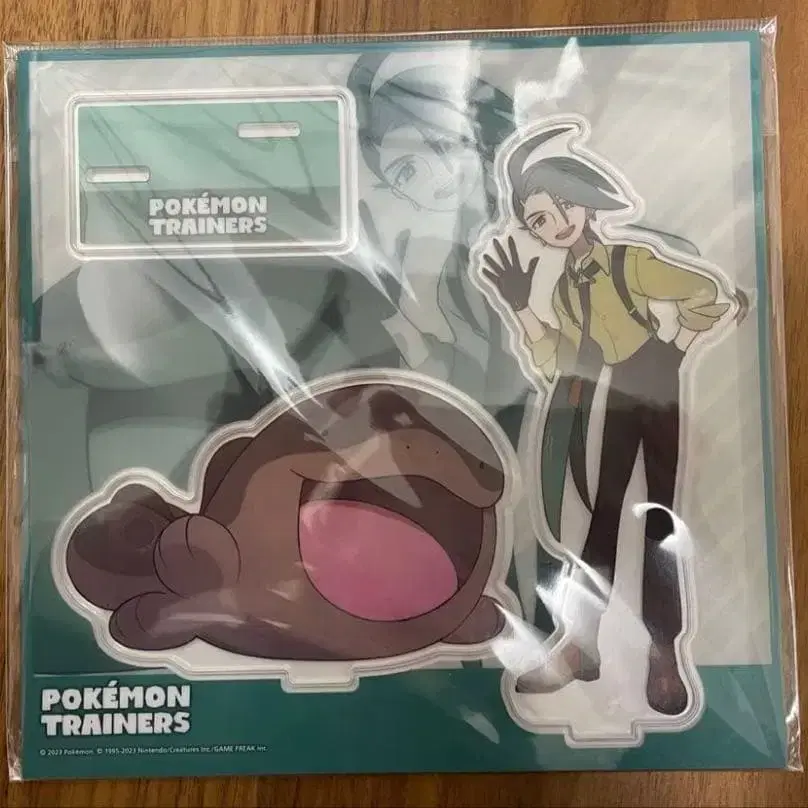 POKÉMON
TRAINERS
POKÉMON
TRAINERS
© 2023 Pokémon. © 1995-2023 Nintendo/Creatures Inc./GAME FREAK inc.